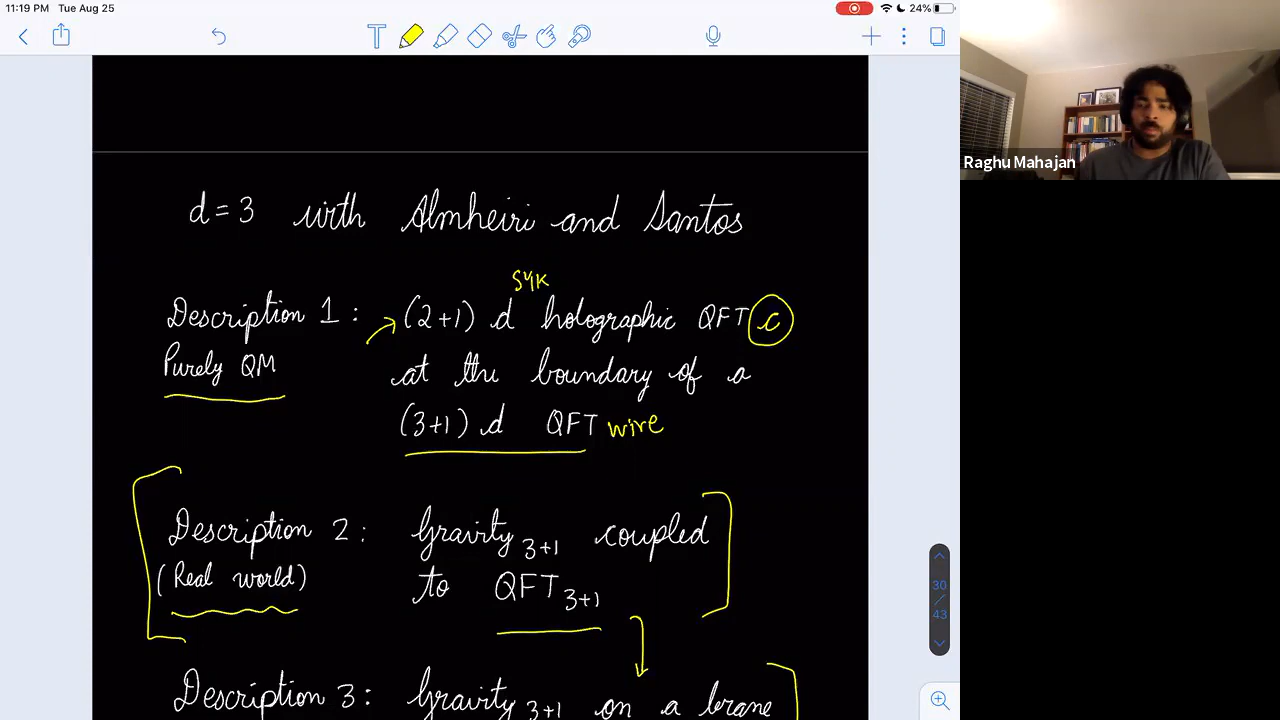 11:19 PM Tue Aug 25
24%
Raghu Mahajan
d=3 with Almheiri and Santos
SYK
Description 1: (2+1) d holographic QFT c
Purely QM
at the boundary of a
(3+1) d QFT wire
Description 2: Gravity 3+1 coupled
(Real world) to QFT 3+1
30
/
43
Description 3: Gravity 3+1 on a brane